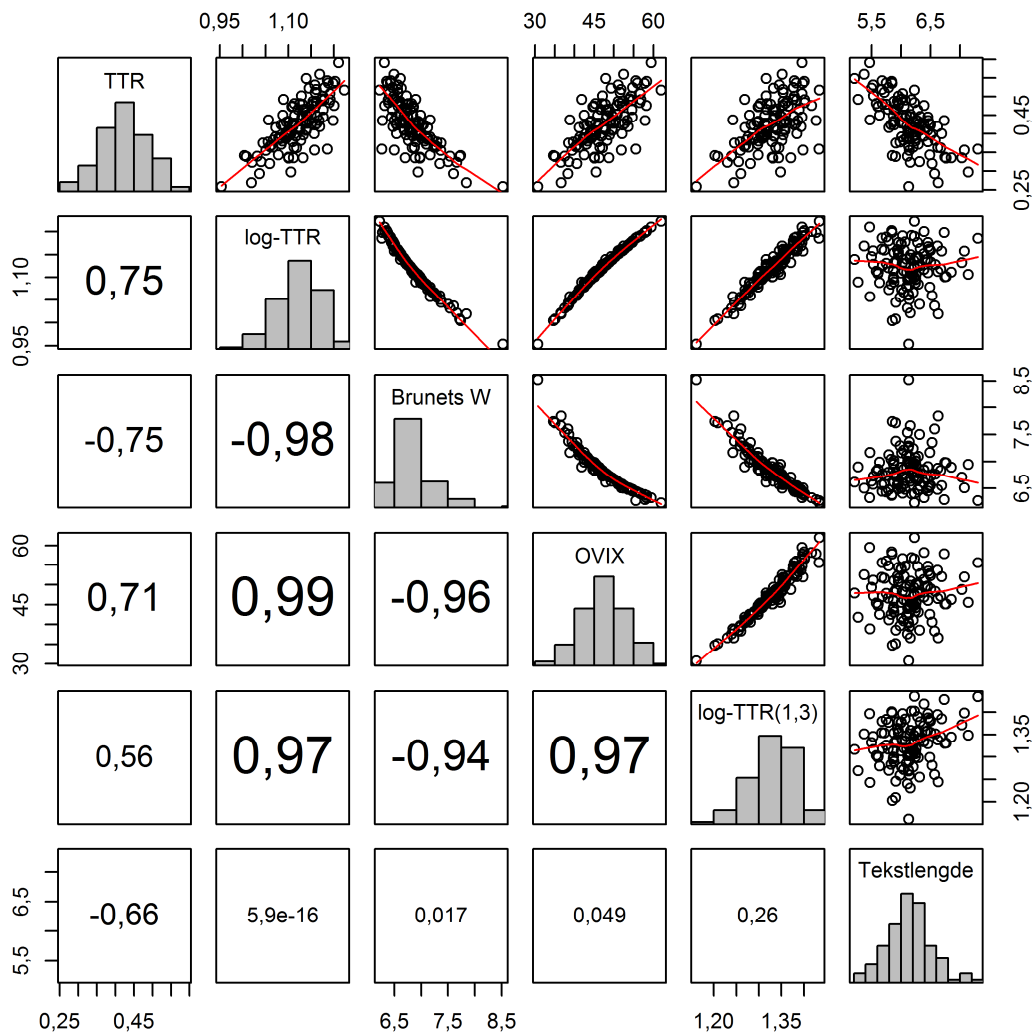 0,95 1,10 30 45 60 5,5 6,5
TTR
0,25 0,45
0,95 1,10
0,75
log-TTR
-0,75
-0,98
Brunets W
6,5 7,5 8,5
30 45 60
0,71
0,99
-0,96
OVIX
0,56
0,97
-0,94
0,97
log-TTR(1,3)
1,20 1,35
5,5 6,5
-0,66
5,9e-16
0,017
0,049
0,26
Tekstlengde
0,25 0,45 6,5 7,5 8,5 1,20 1,35